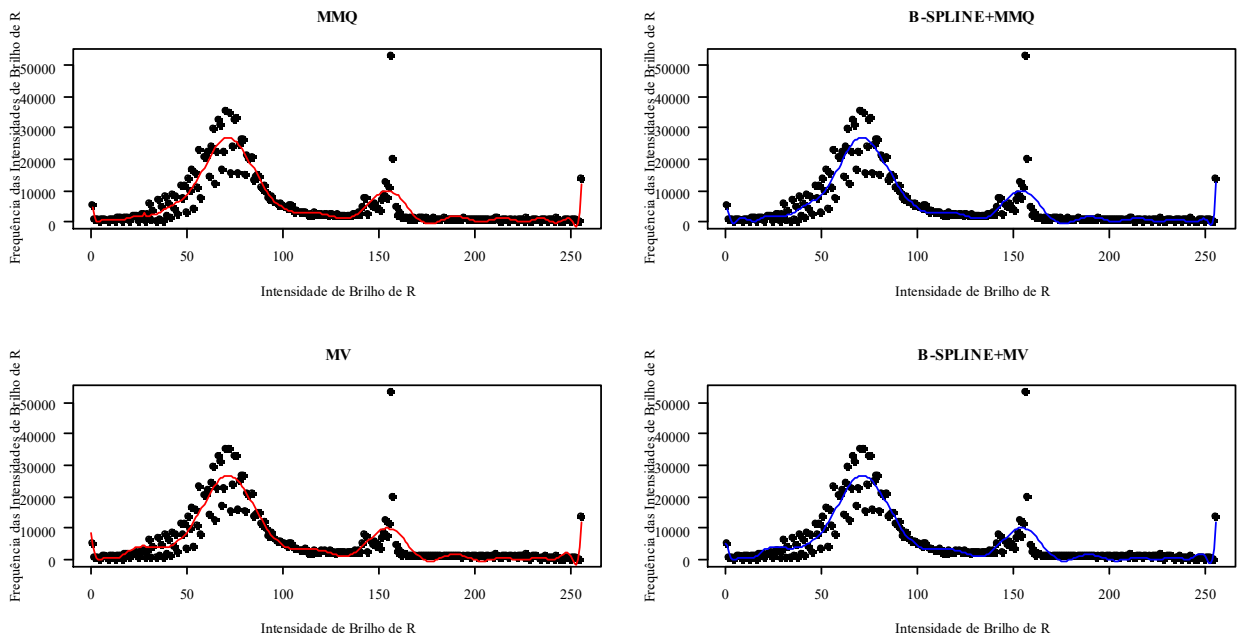 MMQ
Frequência das Intensidades de Brilho de R
50000
40000
30000
20000
10000
0
0 50 100 150 200 250
Intensidade de Brilho de R
B-SPLINE+MMQ
Frequência das Intensidades de Brilho de R
50000
40000
30000
20000
10000
0
0 50 100 150 200 250
Intensidade de Brilho de R
MV
Frequência das Intensidades de Brilho de R
50000
40000
30000
20000
10000
0
0 50 100 150 200 250
Intensidade de Brilho de R
B-SPLINE+MV
Frequência das Intensidades de Brilho de R
50000
40000
30000
20000
10000
0
0 50 100 150 200 250
Intensidade de Brilho de R